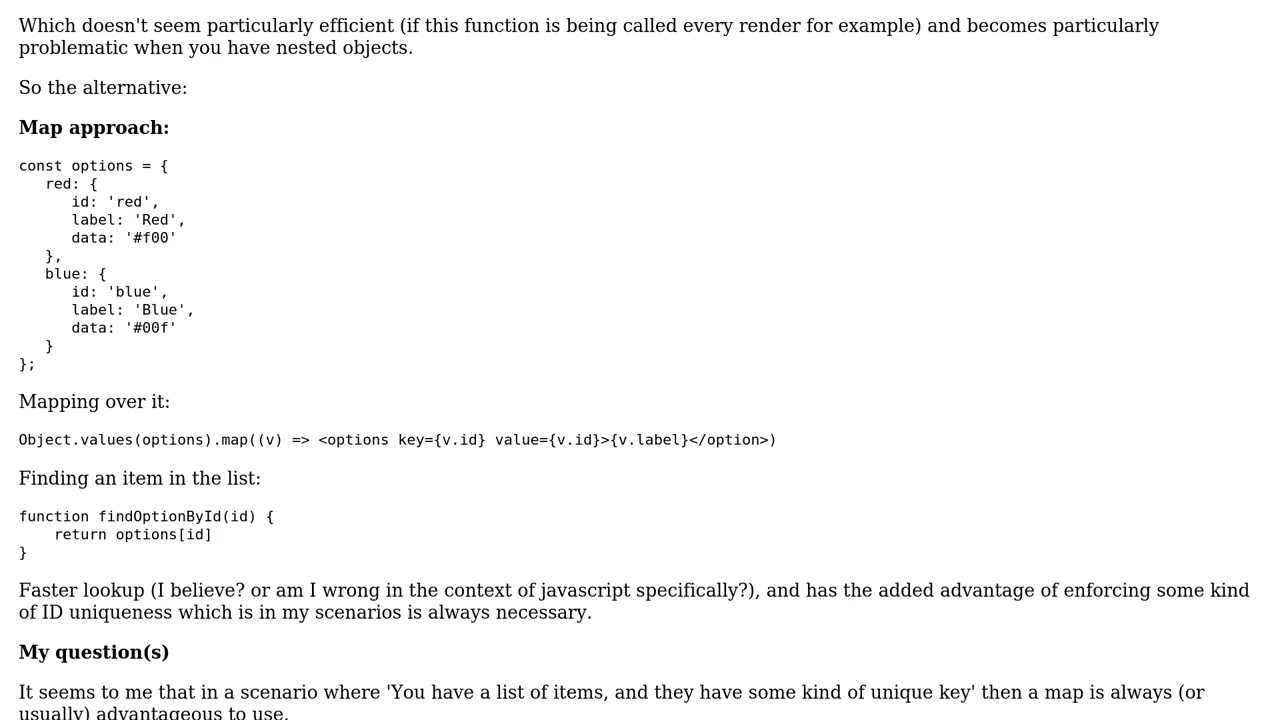 Which doesn't seem particularly efficient (if this function is being called every render for example) and becomes particularly
problematic when you have nested objects.
So the alternative:
Map approach:
const options = {
   red: {
      id: 'red',
      label: 'Red',
      data: '#f00'
   },
   blue: {
      id: 'blue',
      label: 'Blue',
      data: '#00f'
   }
};
Mapping over it:
Object.values(options).map((v) => <options key={v.id} value={v.id}>{v.label}</option>)
Finding an item in the list:
function findOptionById(id) {
    return options[id]
}
Faster lookup (I believe? or am I wrong in the context of javascript specifically?), and has the added advantage of enforcing some kind
of ID uniqueness which is in my scenarios is always necessary.
My question(s)
It seems to me that in a scenario where 'You have a list of items, and they have some kind of unique key' then a map is always (or
usually) advantageous to use.